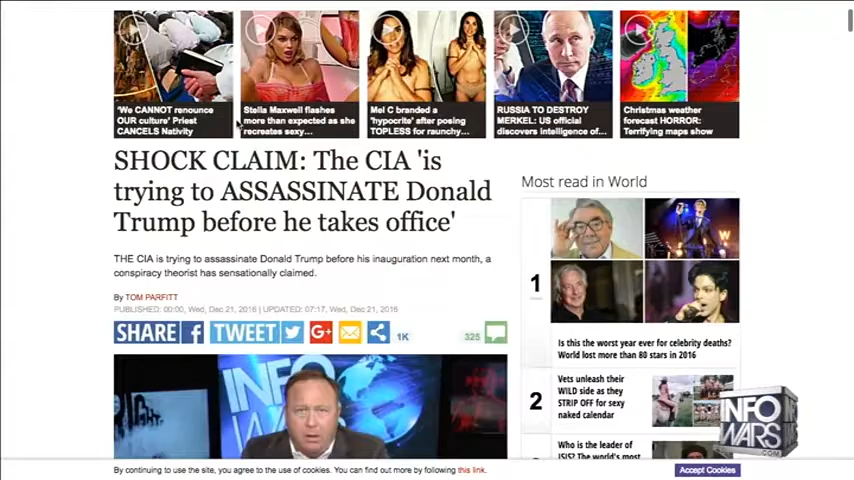 'We CANNOT renounce
OUR culture' Priest
CANCELS Nativity
Stella Maxwell flashes
more than expected as she
recreates sexy...
Mel C branded a
'hypocrite' after posing
TOPLESS for raunchy...
RUSSIA TO DESTROY
MERKEL: US official
discovers intelligence of...
Christmas weather
forecast HORROR:
Terrifying maps show
SHOCK CLAIM: The CIA 'is
trying to ASSASSINATE Donald
Trump before he takes office'
THE CIA is trying to assassinate Donald Trump before his inauguration next month, a
conspiracy theorist has sensationally claimed.
By TOM PARFITT
PUBLISHED: 00:00, Wed, Dec 21, 2016 | UPDATED: 07:17, Wed, Dec 21, 2016
SHARE f TWEET G+ 1K 325
INFO
Most read in World
1
Is this the worst year ever for celebrity deaths?
World lost more than 80 stars in 2016
2
Vets unleash their
WILD side as they
STRIP OFF for sexy
naked calendar
Who is the leader of
ISIS? The world's most
INFO
WARS
.COM
By continuing to use the site, you agree to the use of cookies. You can find out more by following this link.
Accept Cookies